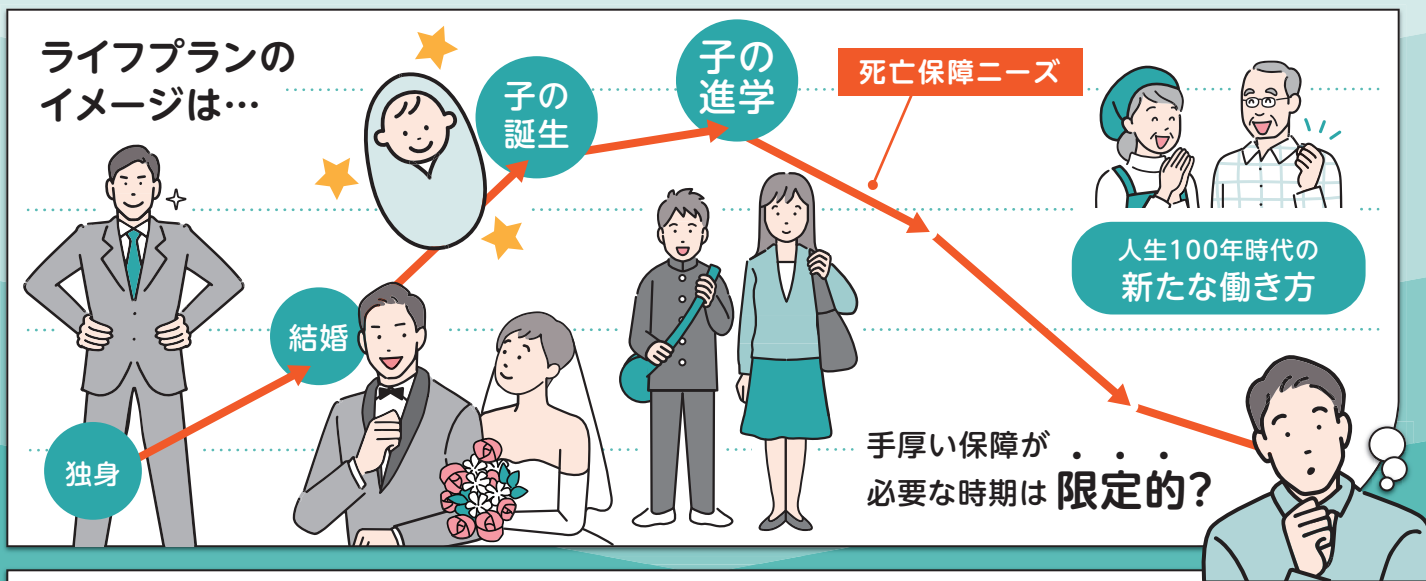 ライフプランの
イメージは…
独身
結婚
子の
誕生
子の
進学
死亡保障ニーズ
人生100年時代の
新たな働き方
手厚い保障が
必要な時期は 限定的?